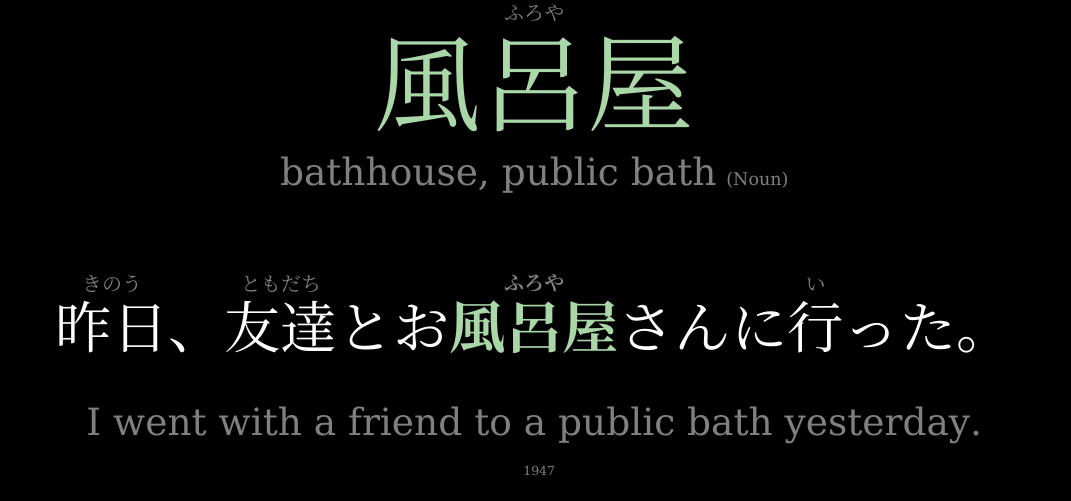 ふろや
風呂屋
bathhouse, public bath (Noun)
きのう ともだち ふろや い
昨日、友達とお風呂屋さんに行った。
I went with a friend to a public bath yesterday.
1947